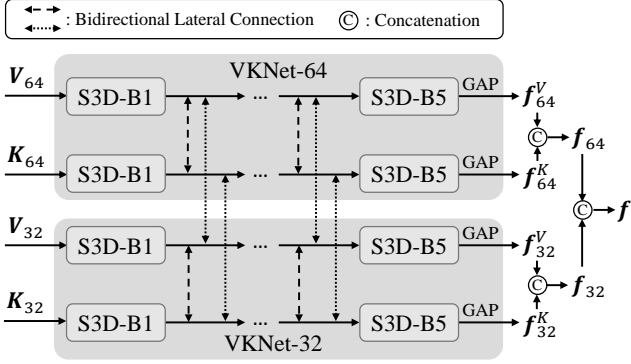 : Bidirectional Lateral Connection C : Concatenation
VKNet-64
V64 S3D-B1 ... ... S3D-B5 GAP f64V
C f64
K64 S3D-B1 ... ... S3D-B5 GAP f64K
C f
V32 S3D-B1 ... ... S3D-B5 GAP f32V
C f32
K32 S3D-B1 ... ... S3D-B5 GAP f32K
VKNet-32